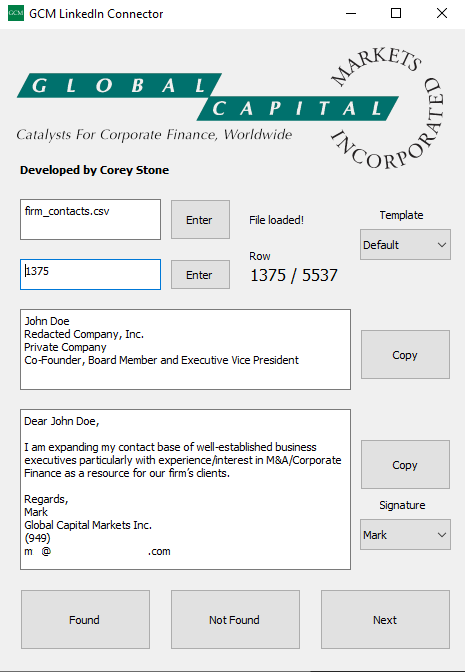 GCM GCM LinkedIn Connector
GLOBAL
CAPITAL
MARKETS INCORPORATED
Catalysts For Corporate Finance, Worldwide
Developed by Corey Stone
firm_contacts.csv
Enter
File loaded!
Template
Default
1375
Enter
Row
1375 / 5537
John Doe
Redacted Company, Inc.
Private Company
Co-Founder, Board Member and Executive Vice President
Copy
Dear John Doe,
I am expanding my contact base of well-established business
executives particularly with experience/interest in M&A/Corporate
Finance as a resource for our firm's clients.
Regards,
Mark
Global Capital Markets Inc.
(949)
m @ .com
Copy
Signature
Mark
Found
Not Found
Next